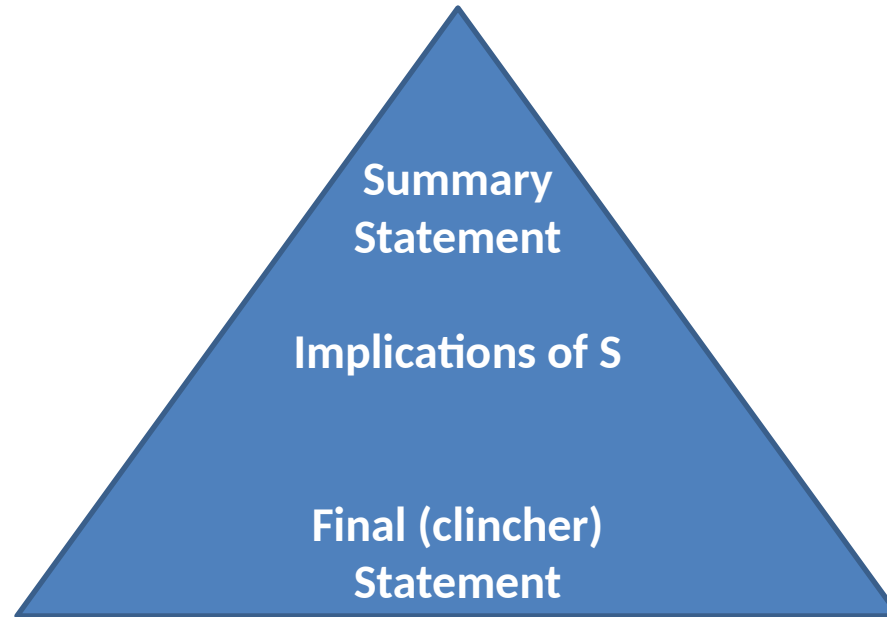 Summary
Statement
Implications of S
Final (clincher)
Statement